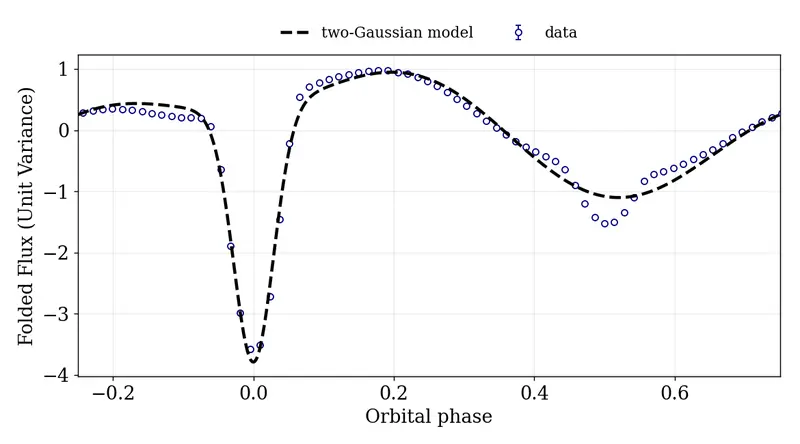 two-Gaussian model
data
Folded Flux (Unit Variance)
1
0
−1
−2
−3
−4
−0.2
0.0
0.2
0.4
0.6
Orbital phase